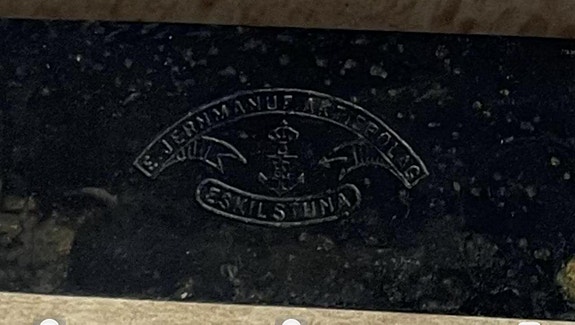 E. JERNMANUF. AKTIEBOLAG
ESKILSTUNA